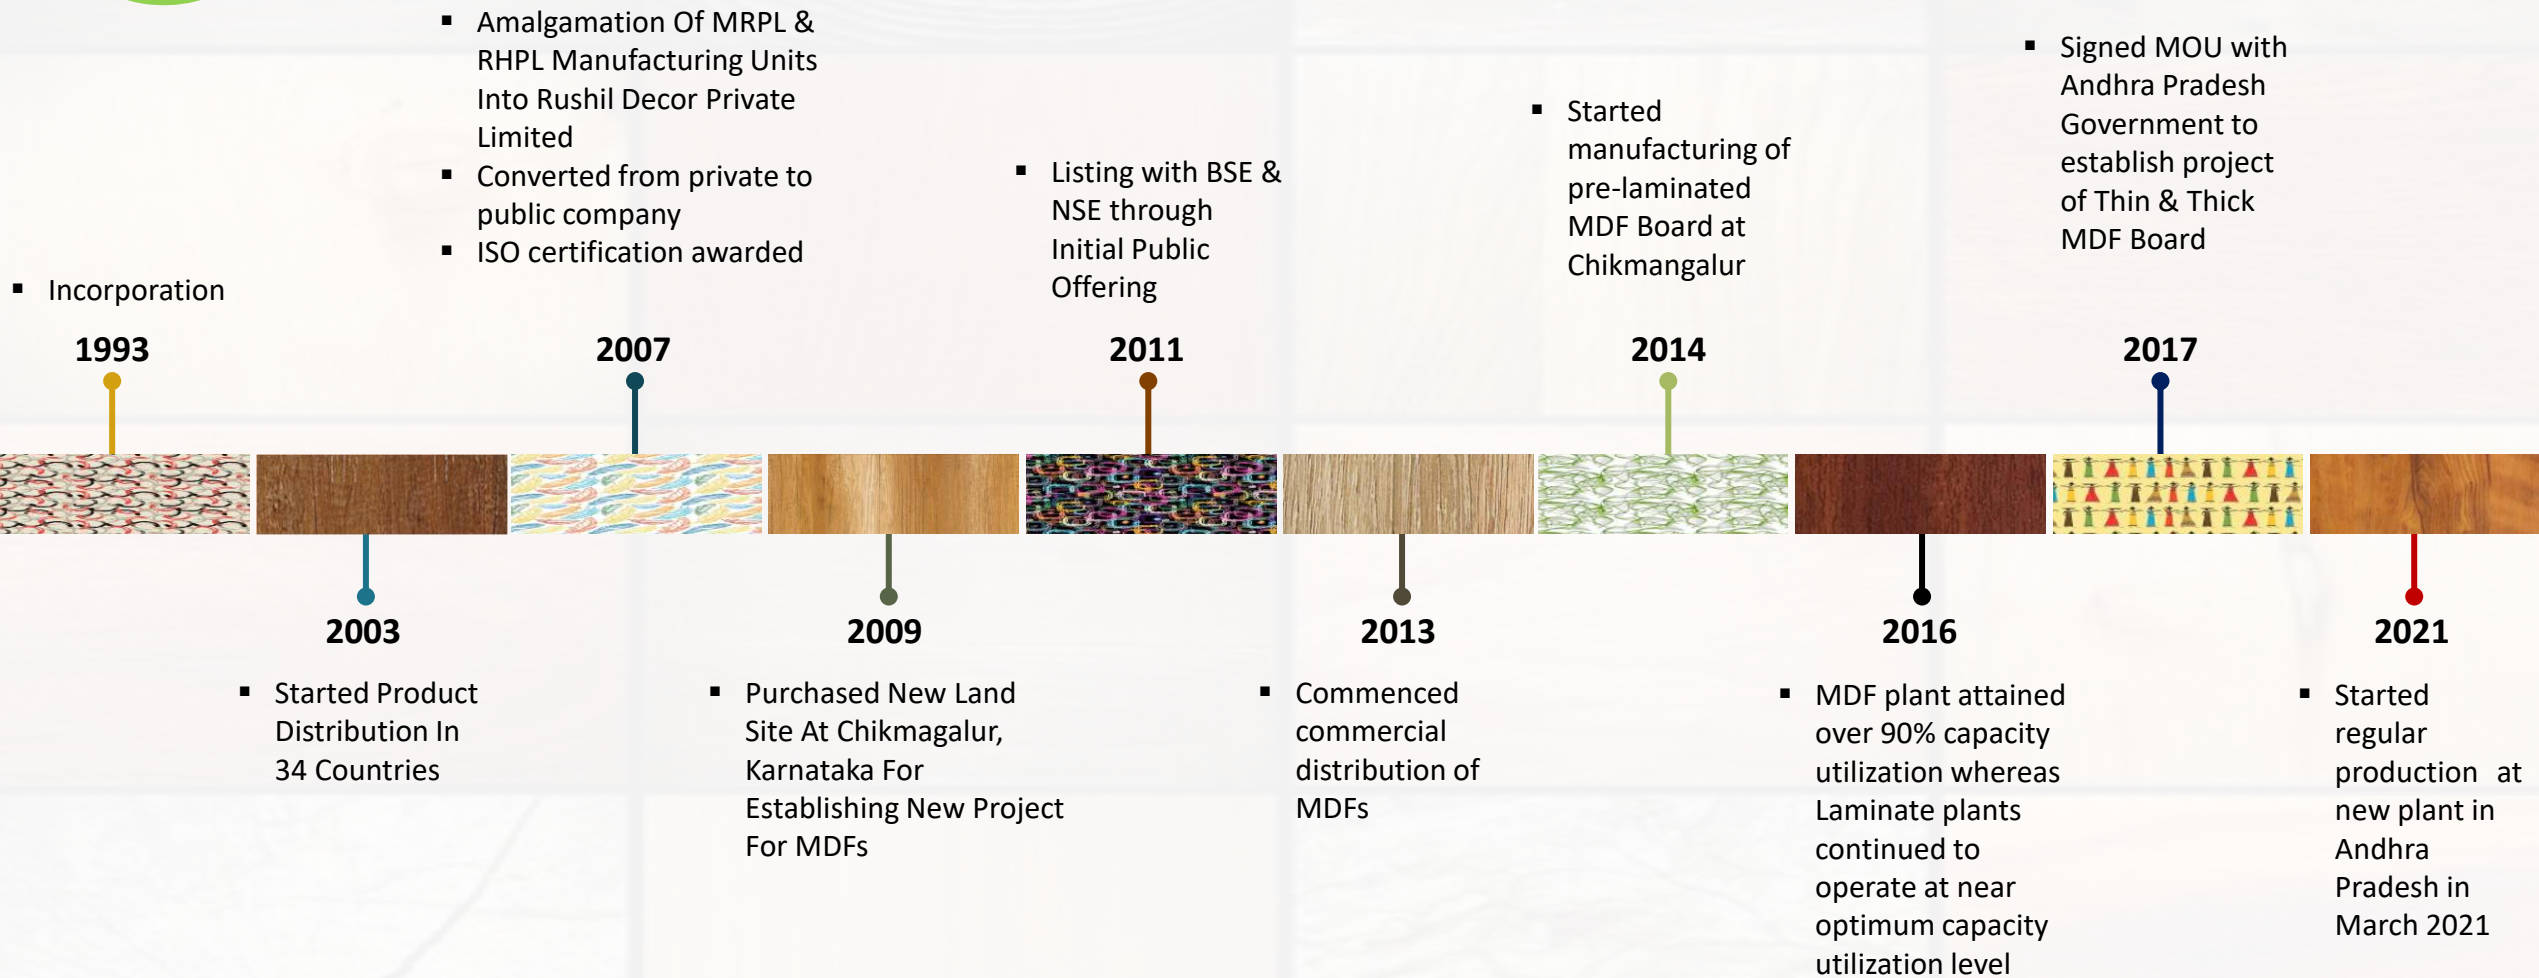 ▪ Incorporation
1993
▪ Amalgamation Of MRPL &
RHPL Manufacturing Units
Into Rushil Decor Private
Limited
▪ Converted from private to
public company
▪ ISO certification awarded
2007
▪ Listing with BSE &
NSE through
Initial Public
Offering
2011
▪ Started
manufacturing of
pre-laminated
MDF Board at
Chikmangalur
2014
▪ Signed MOU with
Andhra Pradesh
Government to
establish project
of Thin & Thick
MDF Board
2017
2003
▪ Started Product
Distribution In
34 Countries
2009
▪ Purchased New Land
Site At Chikmagalur,
Karnataka For
Establishing New Project
For MDFs
2013
▪ Commenced
commercial
distribution of
MDFs
2016
▪ MDF plant attained
over 90% capacity
utilization whereas
Laminate plants
continued to
operate at near
optimum capacity
utilization level
2021
▪ Started
regular
production at
new plant in
Andhra
Pradesh in
March 2021